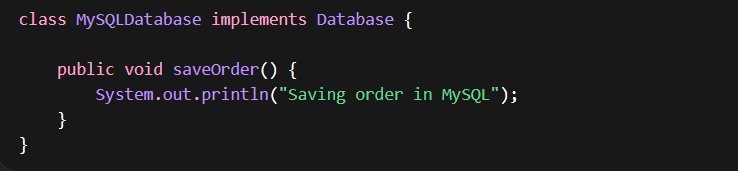 class MySQLDatabase implements Database {
    public void saveOrder() {
        System.out.println("Saving order in MySQL");
    }
}